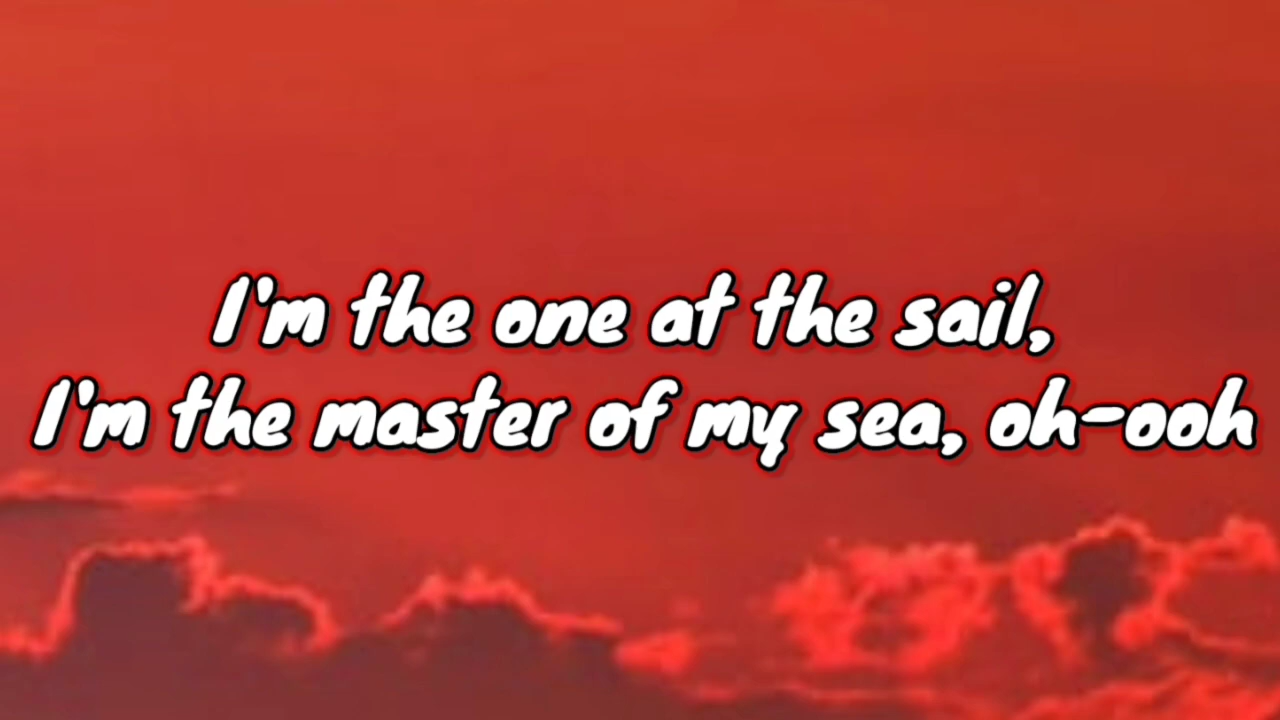 I'm the one at the sail,
I'm the master of my sea, oh-ooh